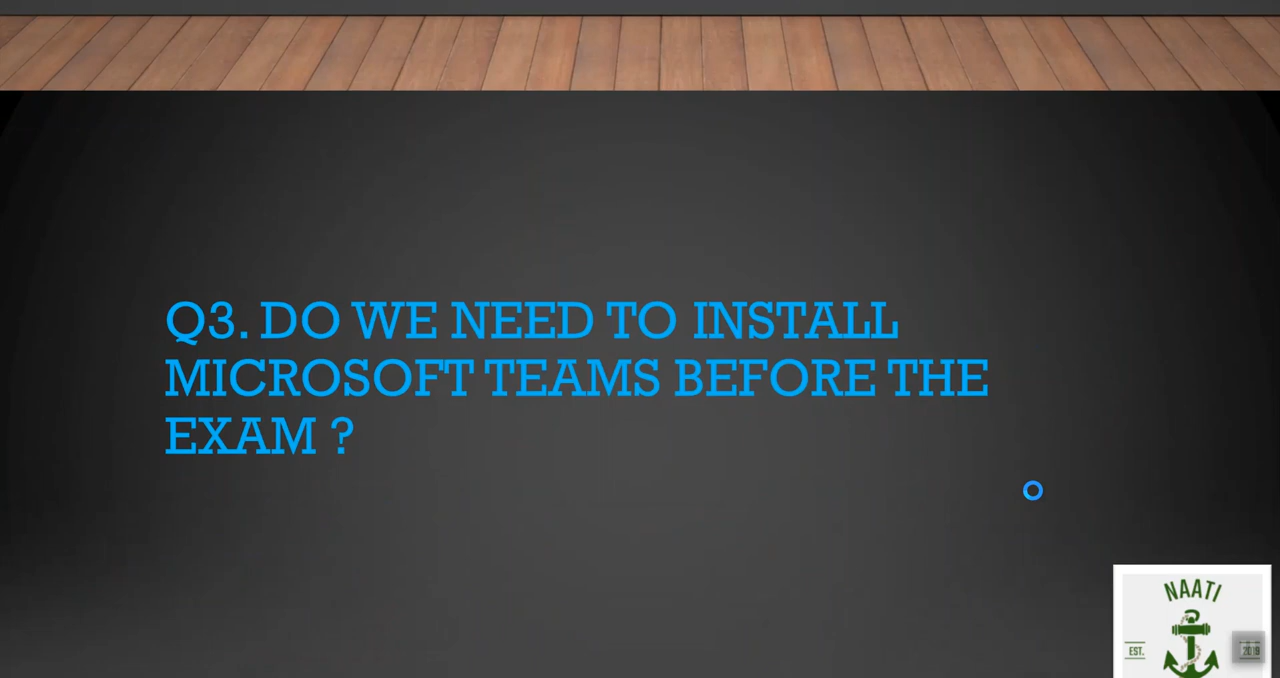 Q3. DO WE NEED TO INSTALL
MICROSOFT TEAMS BEFORE THE
EXAM ?
NAATI
EST. 2019